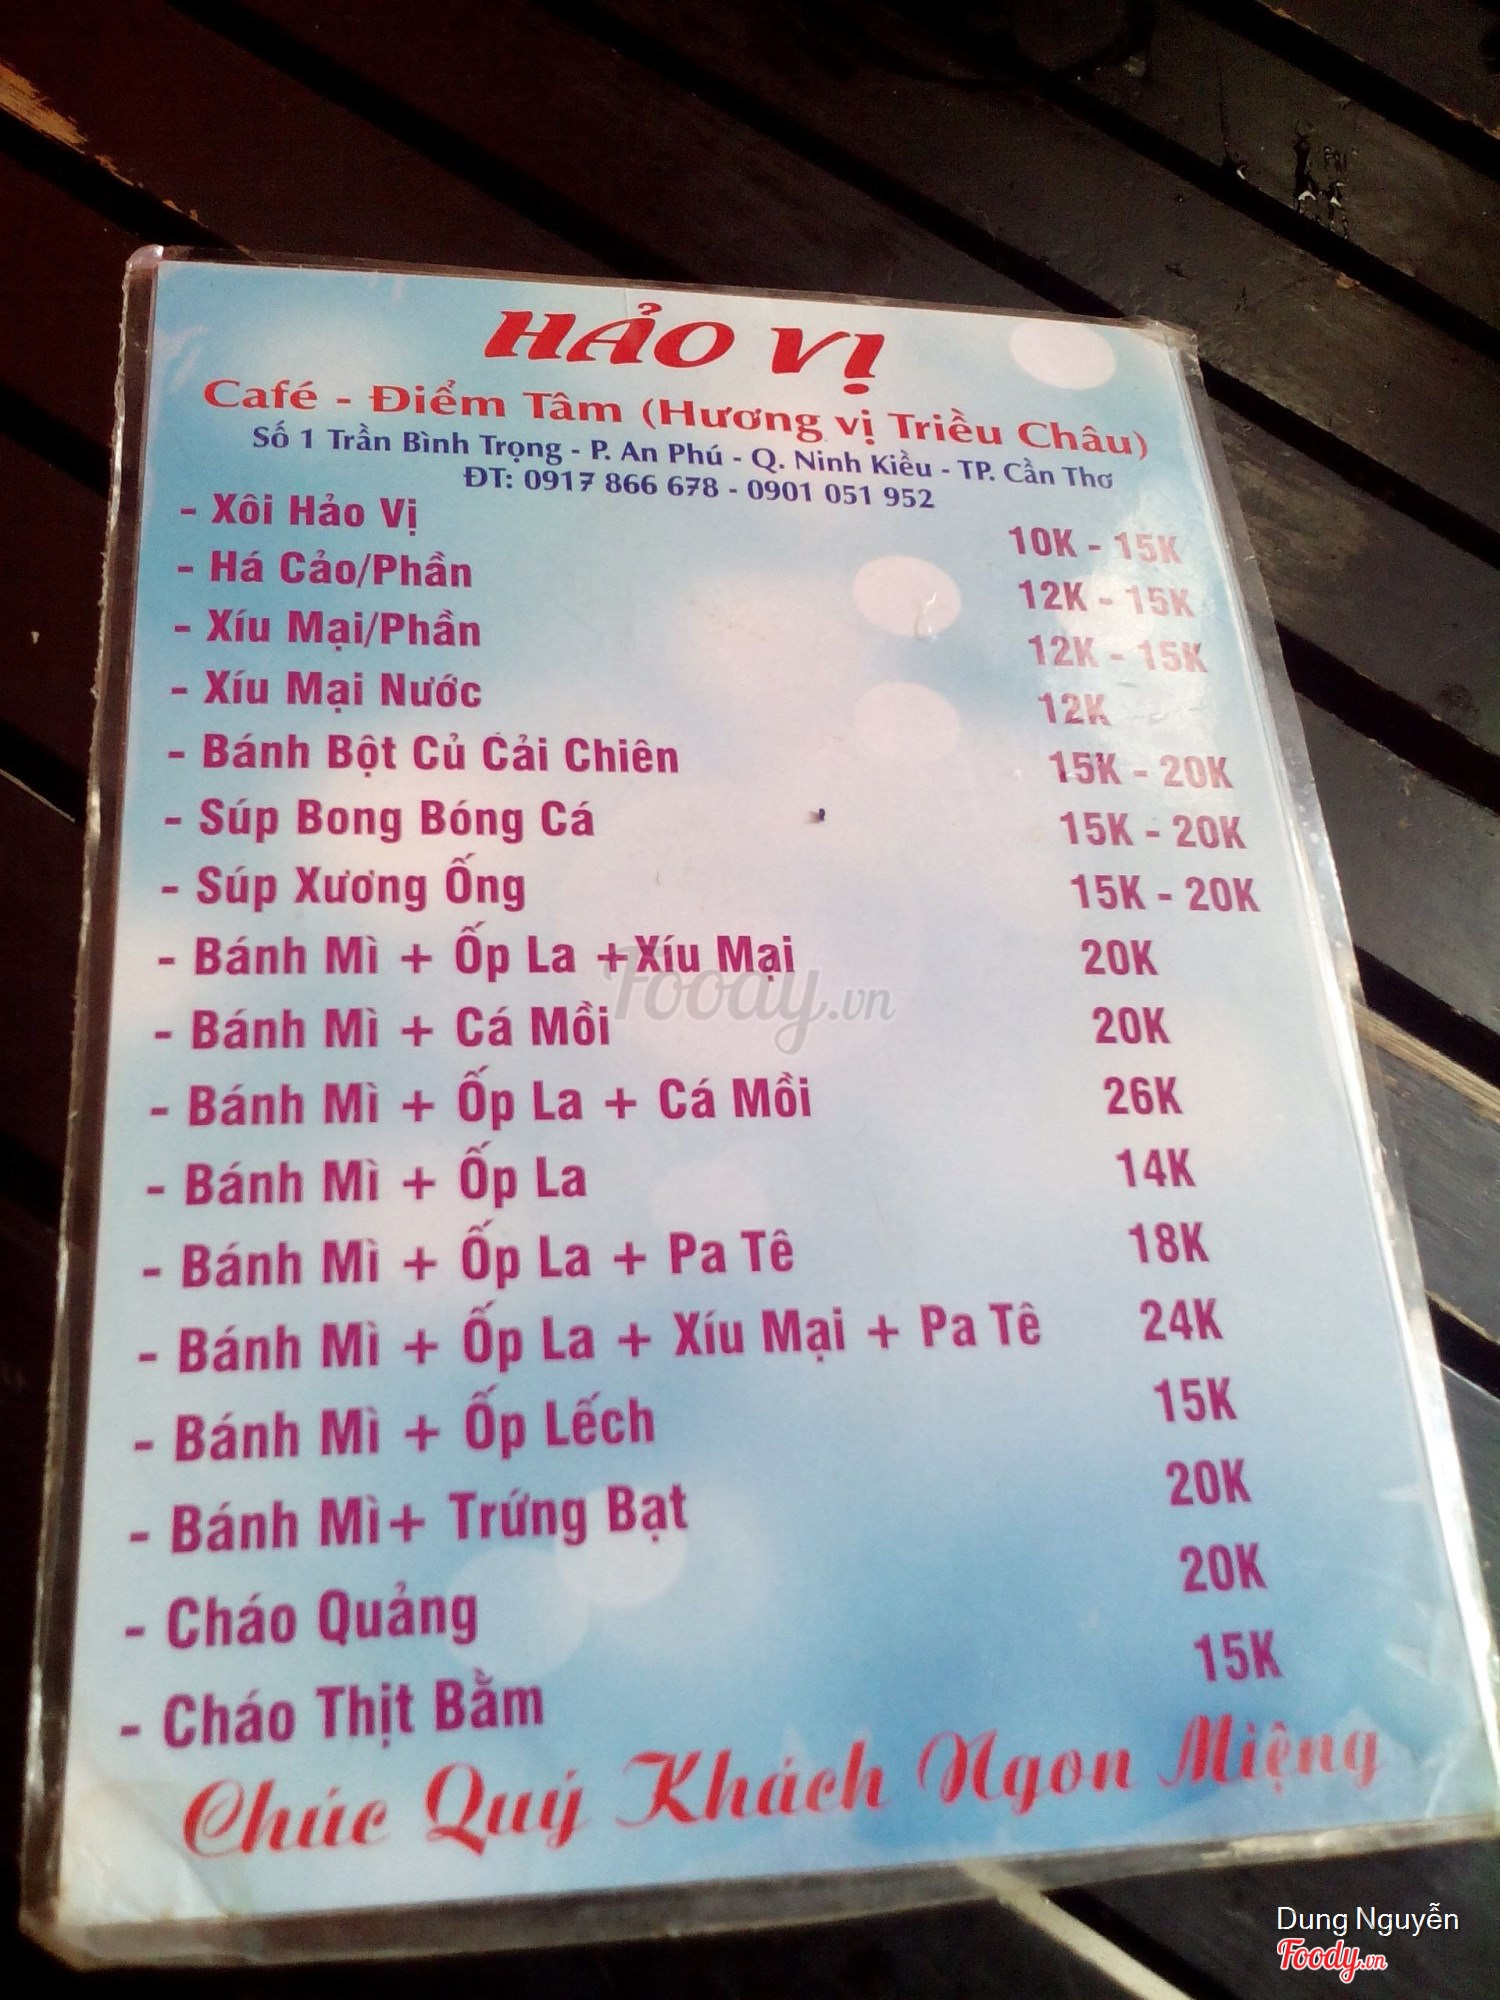 HẢO VỊ
Café - Điểm Tâm (Hương vị Triều Châu)
Số 1 Trần Bình Trọng - P. An Phú - Q. Ninh Kiều - TP. Cần Thơ
ĐT: 0917 866 678 - 0901 051 952
- Xôi Hảo Vị 10K - 15K
- Há Cảo/Phần 12K - 15K
- Xíu Mại/Phần 12K - 15K
- Xíu Mại Nước 12K
- Bánh Bột Củ Cải Chiên 15K - 20K
- Súp Bong Bóng Cá 15K - 20K
- Súp Xương Ống 15K - 20K
- Bánh Mì + Ốp La +Xíu Mại 20K
- Bánh Mì + Cá Mồi 20K
- Bánh Mì + Ốp La + Cá Mồi 26K
- Bánh Mì + Ốp La 14K
- Bánh Mì + Ốp La + Pa Tê 18K
- Bánh Mì + Ốp La + Xíu Mại + Pa Tê 24K
- Bánh Mì + Ốp Lếch 15K
- Bánh Mì+ Trứng Bạt 20K
- Cháo Quảng 20K
- Cháo Thịt Bằm 15K
Chúc Quý Khách Ngon Miệng
Foody.vn
Dung Nguyễn
Foody.vn